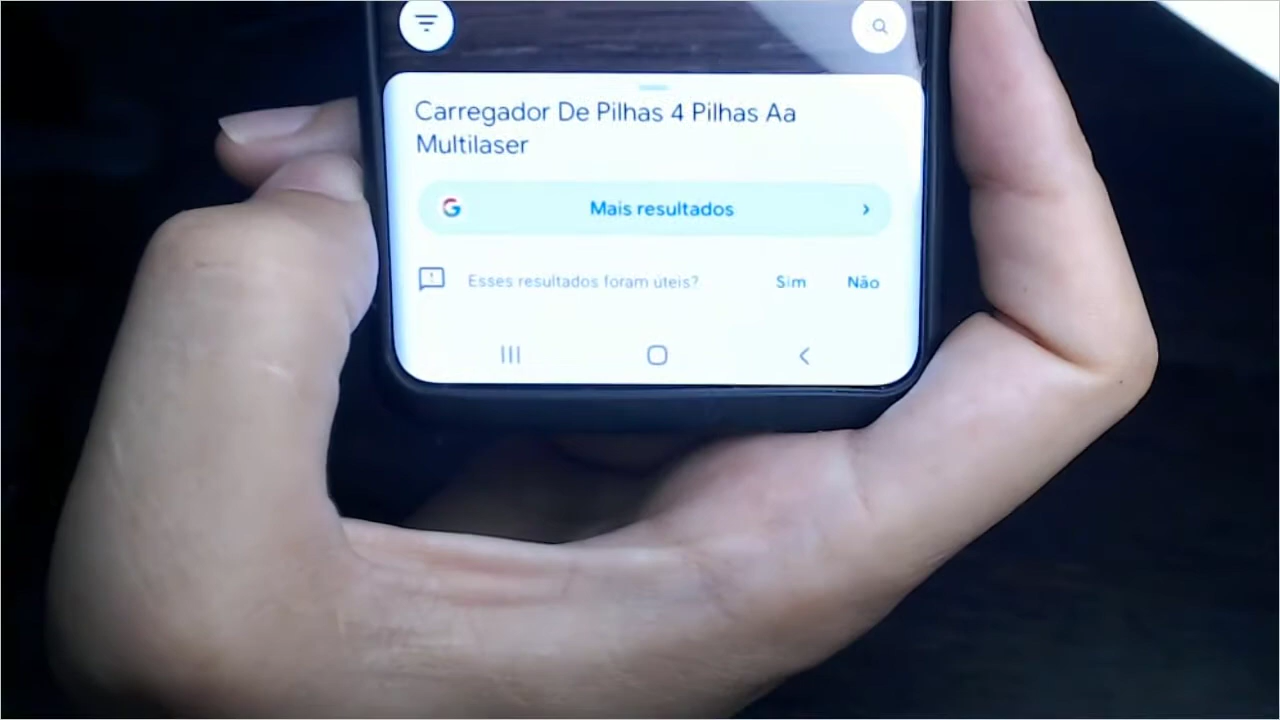 Carregador De Pilhas 4 Pilhas Aa
Multilaser
Mais resultados
Esses resultados foram úteis? Sim Não